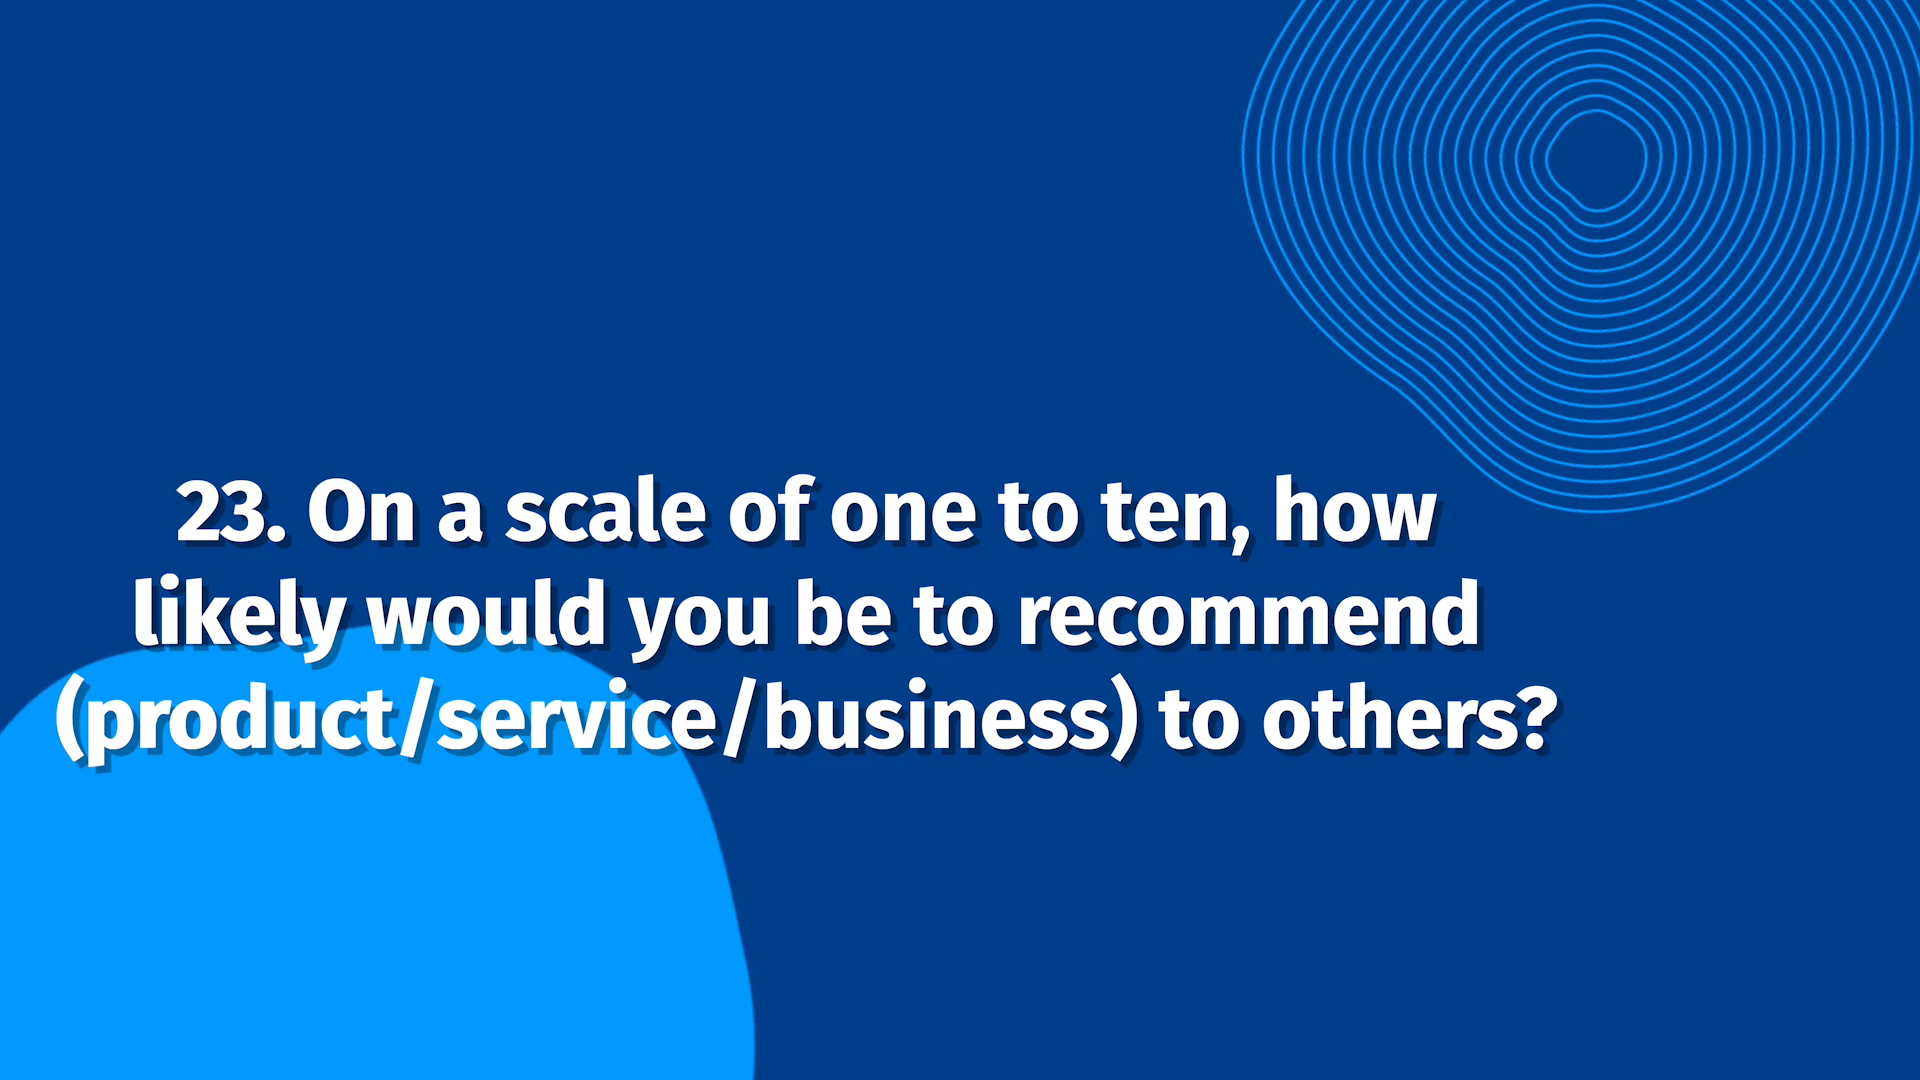 23. On a scale of one to ten, how
likely would you be to recommend
(product/service/business) to others?